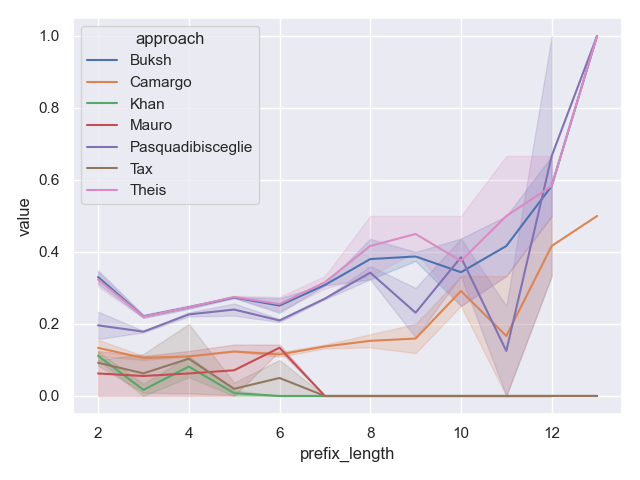 approach
Buksh
Camargo
Khan
Mauro
Pasquadibisceglie
Tax
Theis
1.0
0.8
0.6
0.4
0.2
0.0
value
2 4 6 8 10 12
prefix_length